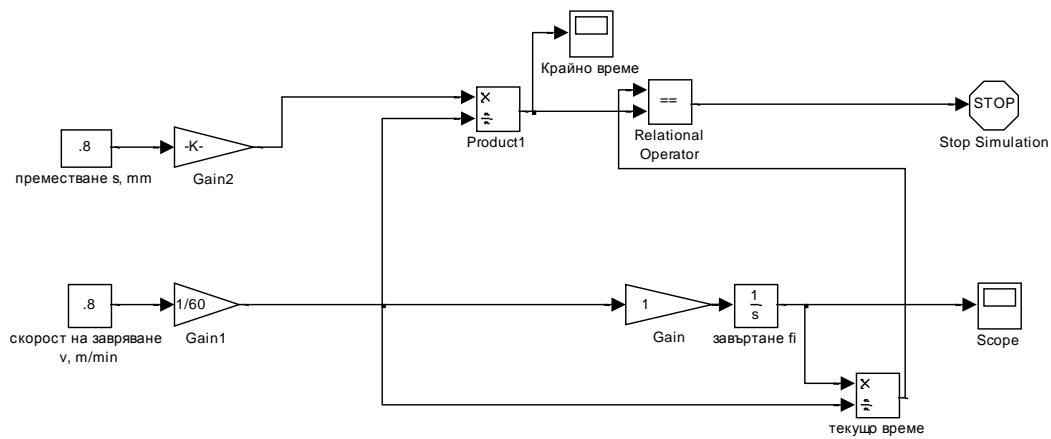 Крайно време
==
Relational
Operator
STOP
Stop Simulation
x
÷
Product1
.8
преместване s, mm
-K-
Gain2
.8
скорост на завряване
v, m/min
1/60
Gain1
1
Gain
1
s
завъртане fi
Scope
x
÷
текущо време